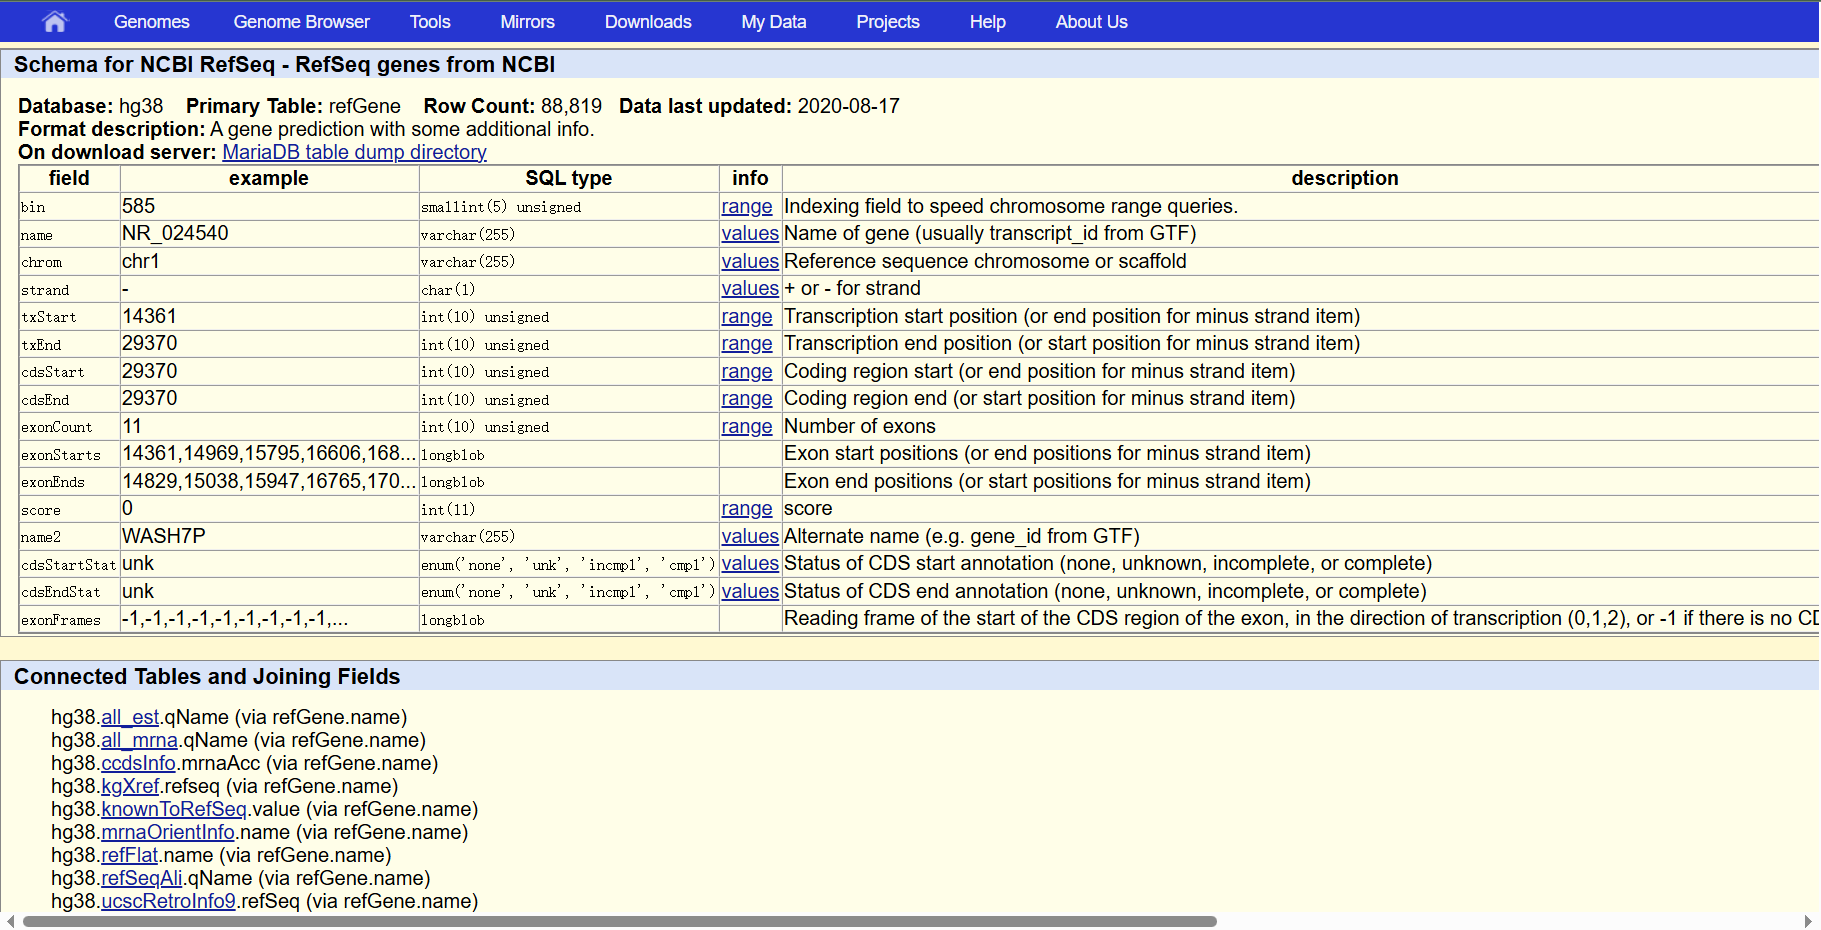 Genomes Genome Browser Tools Mirrors Downloads My Data Projects Help About Us
Schema for NCBI RefSeq - RefSeq genes from NCBI
Database: hg38 Primary Table: refGene Row Count: 88,819 Data last updated: 2020-08-17
Format description: A gene prediction with some additional info.
On download server: MariaDB table dump directory
field example SQL type info description
bin 585 smallint(5) unsigned range Indexing field to speed chromosome range queries.
name NR_024540 varchar(255) values Name of gene (usually transcript_id from GTF)
chrom chr1 varchar(255) values Reference sequence chromosome or scaffold
strand - char(1) values + or - for strand
txStart 14361 int(10) unsigned range Transcription start position (or end position for minus strand item)
txEnd 29370 int(10) unsigned range Transcription end position (or start position for minus strand item)
cdsStart 29370 int(10) unsigned range Coding region start (or end position for minus strand item)
cdsEnd 29370 int(10) unsigned range Coding region end (or start position for minus strand item)
exonCount 11 int(10) unsigned range Number of exons
exonStarts 14361,14969,15795,16606,168... longblob Exon start positions (or end positions for minus strand item)
exonEnds 14829,15038,15947,16765,170... longblob Exon end positions (or start positions for minus strand item)
score 0 int(11) range score
name2 WASH7P varchar(255) values Alternate name (e.g. gene_id from GTF)
cdsStartStat unk enum('none', 'unk', 'incmpl', 'cmpl') values Status of CDS start annotation (none, unknown, incomplete, or complete)
cdsEndStat unk enum('none', 'unk', 'incmpl', 'cmpl') values Status of CDS end annotation (none, unknown, incomplete, or complete)
exonFrames -1,-1,-1,-1,-1,-1,-1,-1,-1,... longblob Reading frame of the start of the CDS region of the exon, in the direction of transcription (0,1,2), or -1 if there is no CD
Connected Tables and Joining Fields
hg38.all_est.qName (via refGene.name)
hg38.all_mrna.qName (via refGene.name)
hg38.ccdsInfo.mrnaAcc (via refGene.name)
hg38.kgXref.refseq (via refGene.name)
hg38.knownToRefSeq.value (via refGene.name)
hg38.mrnaOrientInfo.name (via refGene.name)
hg38.refFlat.name (via refGene.name)
hg38.refSeqAli.qName (via refGene.name)
hg38.ucscRetroInfo9.refSeq (via refGene.name)